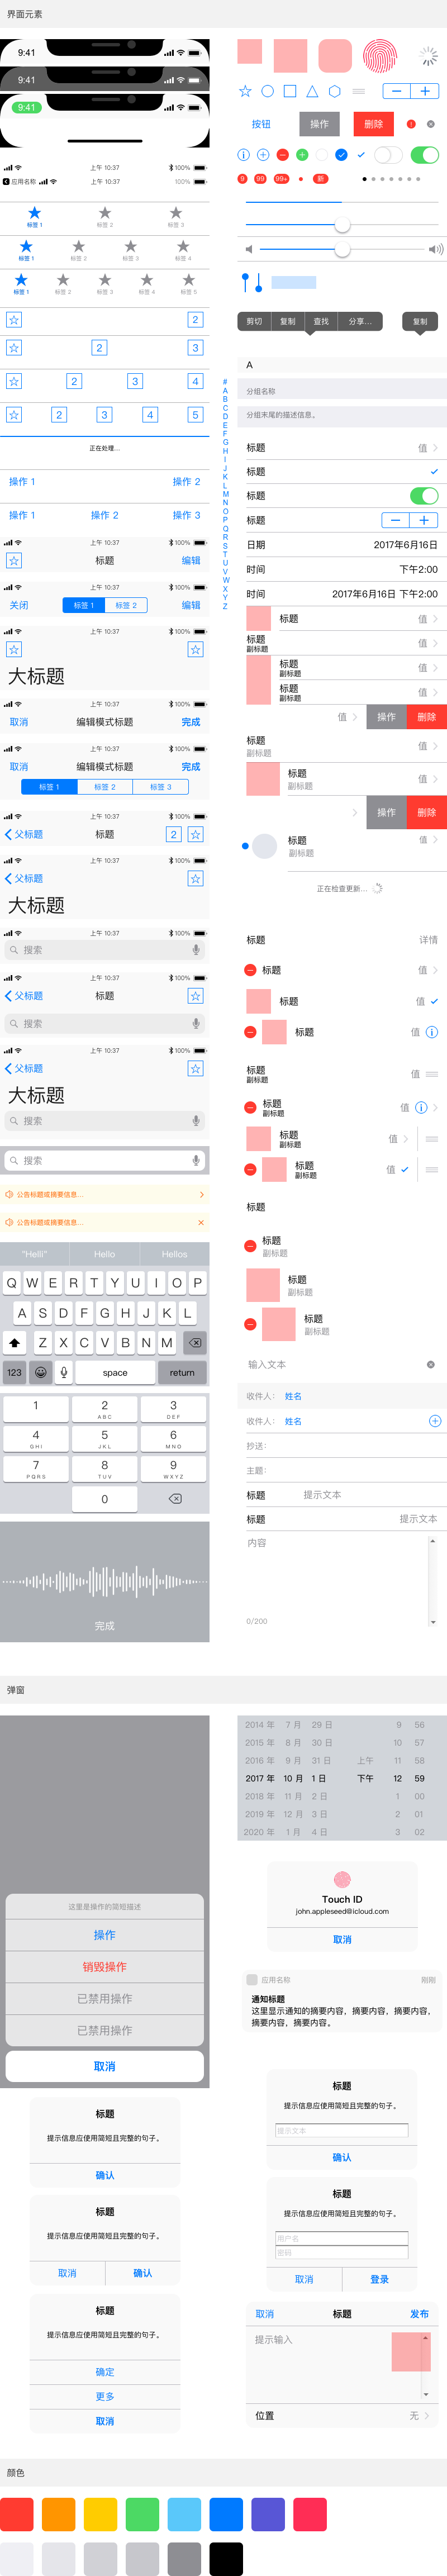 界面元素
9:41
9:41
9:41
上午 10:37
应用名称 上午 10:37 100%
标签 1 标签 2 标签 3
标签 1 标签 2 标签 3 标签 4
标签 1 标签 2 标签 3 标签 4 标签 5
2
2 3
2 3 4
2 3 4 5
正在处理...
操作 1 操作 2
操作 1 操作 2 操作 3
上午 10:37 100%
标题 编辑
上午 10:37 100%
关闭 标签 1 标签 2 编辑
上午 10:37 100%
大标题
上午 10:37 100%
取消 编辑模式标题 完成
上午 10:37 100%
取消 编辑模式标题 完成
标签 1 标签 2 标签 3
上午 10:37 100%
父标题 标题 2
上午 10:37 100%
父标题
大标题
上午 10:37 100%
搜索
上午 10:37 100%
父标题 标题
搜索
上午 10:37 100%
父标题
大标题
搜索
搜索
公告标题或摘要信息...
公告标题或摘要信息...
"Helli" Hello Hellos
Q W E R T Y U I O P
A S D F G H J K L
Z X C V B N M
123 space return
1 2 3
ABC DEF
4 5 6
GHI JKL MNO
7 8 9
PQRS TUV WXYZ
0
完成
按钮 操作 删除
9 99 99+ 新
剪切 复制 查找 分享... 复制
#
A
B
C
D
E
F
G
H
I
J
K
L
M
N
O
P
Q
R
S
T
U
V
W
X
Y
Z
A
分组名称
分组末尾的描述信息。
标题 值
标题
标题
标题
日期 2017年6月16日
时间 下午2:00
时间 2017年6月16日 下午2:00
标题 值
标题 值
副标题
标题 值
副标题
标题 值
副标题
值 操作 删除
标题 值
副标题
标题 值
副标题
操作 删除
标题 值
副标题
正在检查更新...
标题 详情
标题 值
标题 值
标题 值
标题 值
副标题
标题 值
副标题
标题 值
副标题
标题 值
副标题
标题
标题
副标题
标题
副标题
标题
副标题
输入文本
收件人: 姓名
收件人: 姓名
抄送:
主题:
标题 提示文本
标题 提示文本
内容
0/200
弹窗
这里是操作的简短描述
操作
销毁操作
已禁用操作
已禁用操作
取消
标题
提示信息应使用简短且完整的句子。
确认
标题
提示信息应使用简短且完整的句子。
取消 确认
标题
提示信息应使用简短且完整的句子。
确定
更多
取消
2014 年 7 月 29 日 9 56
2015 年 8 月 30 日 10 57
2016 年 9 月 31 日 上午 11 58
2017 年 10 月 1 日 下午 12 59
2018 年 11 月 2 日 1 00
2019 年 12 月 3 日 2 01
2020 年 1 月 4 日 3 02
Touch ID
john.appleseed@icloud.com
取消
应用名称 刚刚
通知标题
这里显示通知的摘要内容，摘要内容，摘要内容，
摘要内容，摘要内容。
标题
提示信息应使用简短且完整的句子。
提示文本
确认
标题
提示信息应使用简短且完整的句子。
用户名
密码
取消 登录
取消 标题 发布
提示输入
位置 无
颜色